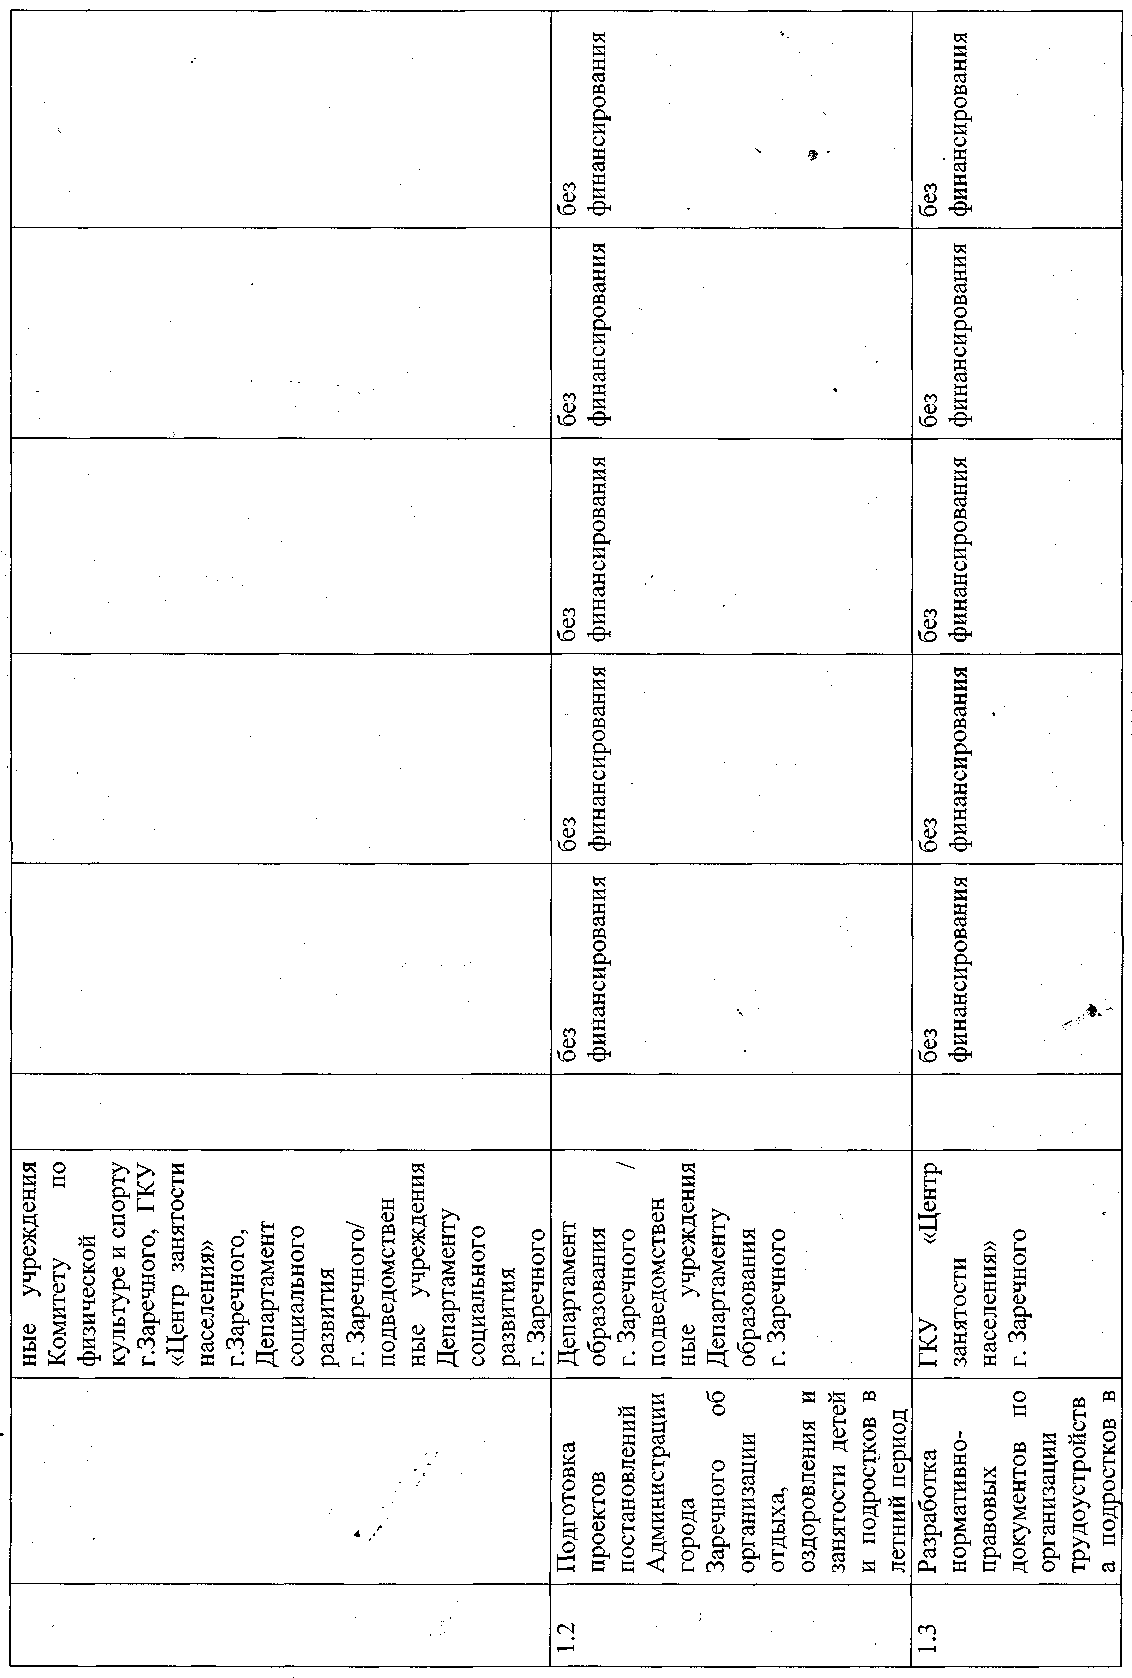 ные учреждения
Комитету по
физической
культуре и спорту
г.Заречного, ГКУ
«Центр занятости
населения»
г.Заречного,
Департамент
социального
развития
г. Заречного/
подведомствен
ные учреждения
Департаменту
социального
развития
г. Заречного
1.2
Подготовка
проектов
постановлений
Администрации
города
Заречного об
организации
отдыха,
оздоровления и
занятости детей
и подростков в
летний период
Департамент
образования
г. Заречного /
подведомствен
ные учреждения
Департаменту
образования
г. Заречного
без
финансирования
без
финансирования
без
финансирования
без
финансирования
без
финансирования
1.3
Разработка
нормативно-
правовых
документов по
организации
трудоустройств
а подростков в
ГКУ «Центр
занятости
населения»
г. Заречного
без
финансирования
без
финансирования
без
финансирования
без
финансирования
без
финансирования